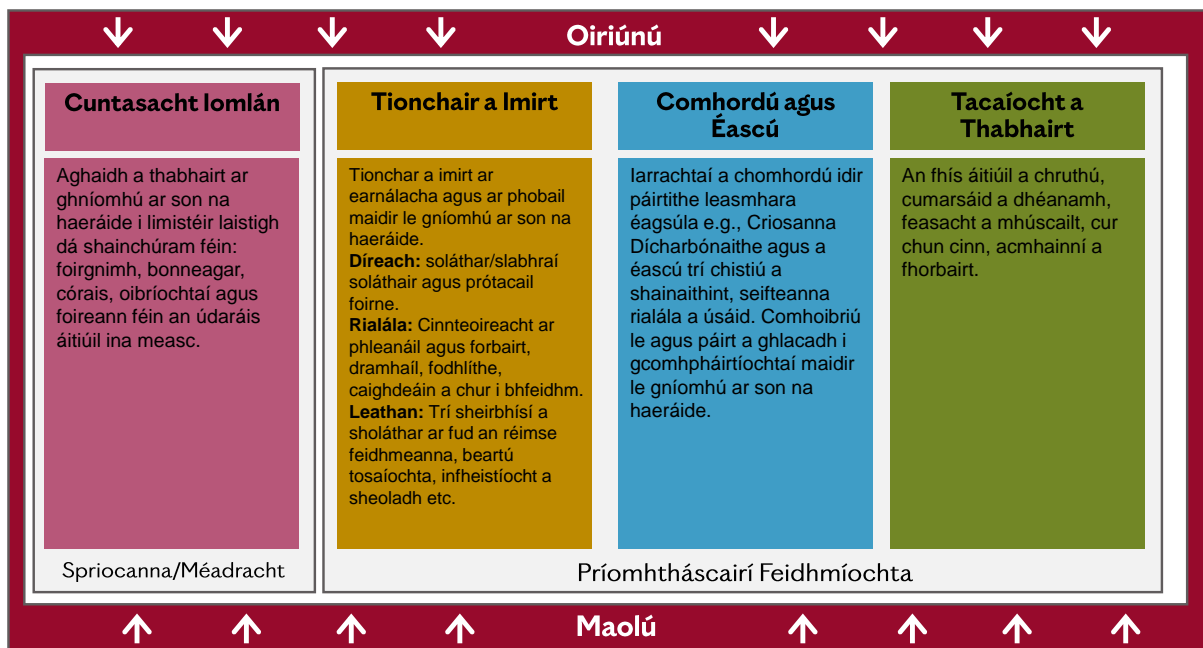 Oiriúnú
Cuntasacht Iomlán
Aghaidh a thabhairt ar
ghníomhú ar son na
haeráide i limistéir laistigh
dá shainchúram féin:
foirgnimh, bonneagar,
córais, oibríochtaí agus
foireann féin an údaráis
áitiúil ina measc.
Spriocanna/Méadracht
Tionchair a Imirt
Tionchar a imirt ar
earnálacha agus ar phobail
maidir le gníomhú ar son na
haeráide.
Díreach: soláthar/slabhraí
soláthair agus prótacail
foirne.
Rialála: Cinnteoireacht ar
phleanáil agus forbairt,
dramhaíl, fodhlíthe,
caighdeáin a chur i bhfeidhm.
Leathan: Trí sheirbhísí a
sholáthar ar fud an réimse
feidhmeanna, beartú
tosaíochta, infheistíocht a
sheoladh etc.
Comhordú agus
Éascú
Iarrachtaí a chomhordú idir
páirtithe leasmhara
éagsúla e.g., Criosanna
Dícharbónaithe agus a
éascú trí chistiú a
shainaithint, seifteanna
rialála a úsáid. Comhoibriú
le agus páirt a ghlacadh i
gcomhpháirtíochtaí maidir
le gníomhú ar son na
haeráide.
Tacaíocht a
Thabhairt
An fhís áitiúil a chruthú,
cumarsáid a dhéanamh,
feasacht a mhúscailt, cur
chun cinn, acmhainní a
fhorbairt.
Príomhtháscairí Feidhmíochta
Maolú